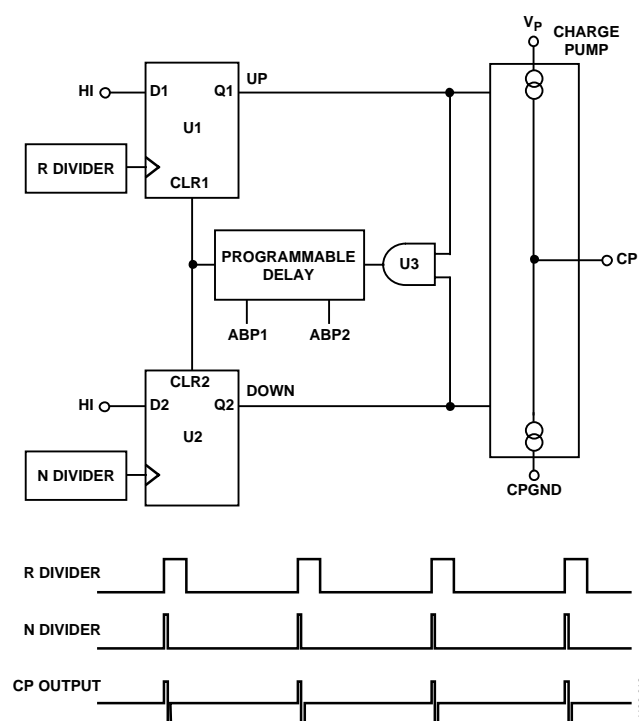 VP
CHARGE
PUMP
HI
D1
Q1
UP
U1
R DIVIDER
CLR1
PROGRAMMABLE
DELAY
U3
CP
ABP1
ABP2
CLR2
DOWN
HI
D2
Q2
U2
N DIVIDER
CPGND
R DIVIDER
N DIVIDER
CP OUTPUT